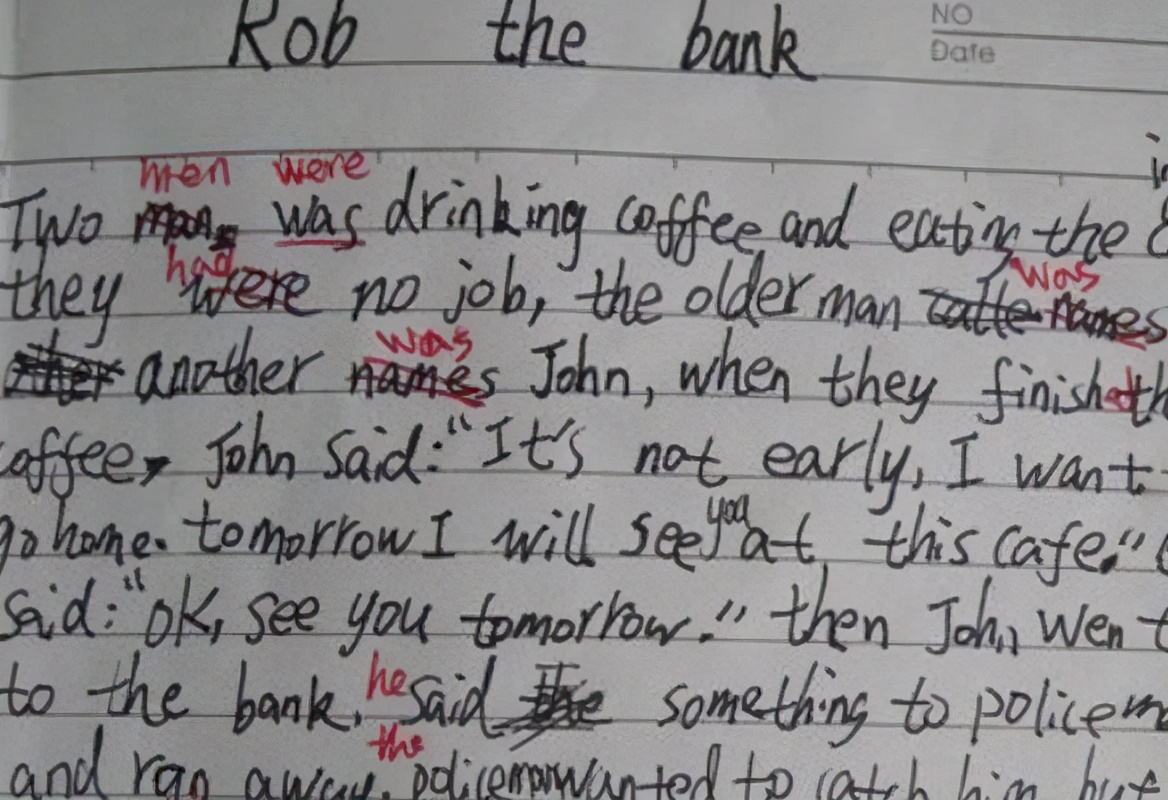 Rob the bank
NO
Date
men were
Two man was drinking coffee and eating the
had was
they were no job, the older man names
was
another names John, when they finish
coffee, John said: "It's not early, I want
go home. tomorrow I will see you at this cafe."
said: "ok, see you tomorrow." then John went
to the bank. he said something to
the
and ran away. policeman wanted to catch him but